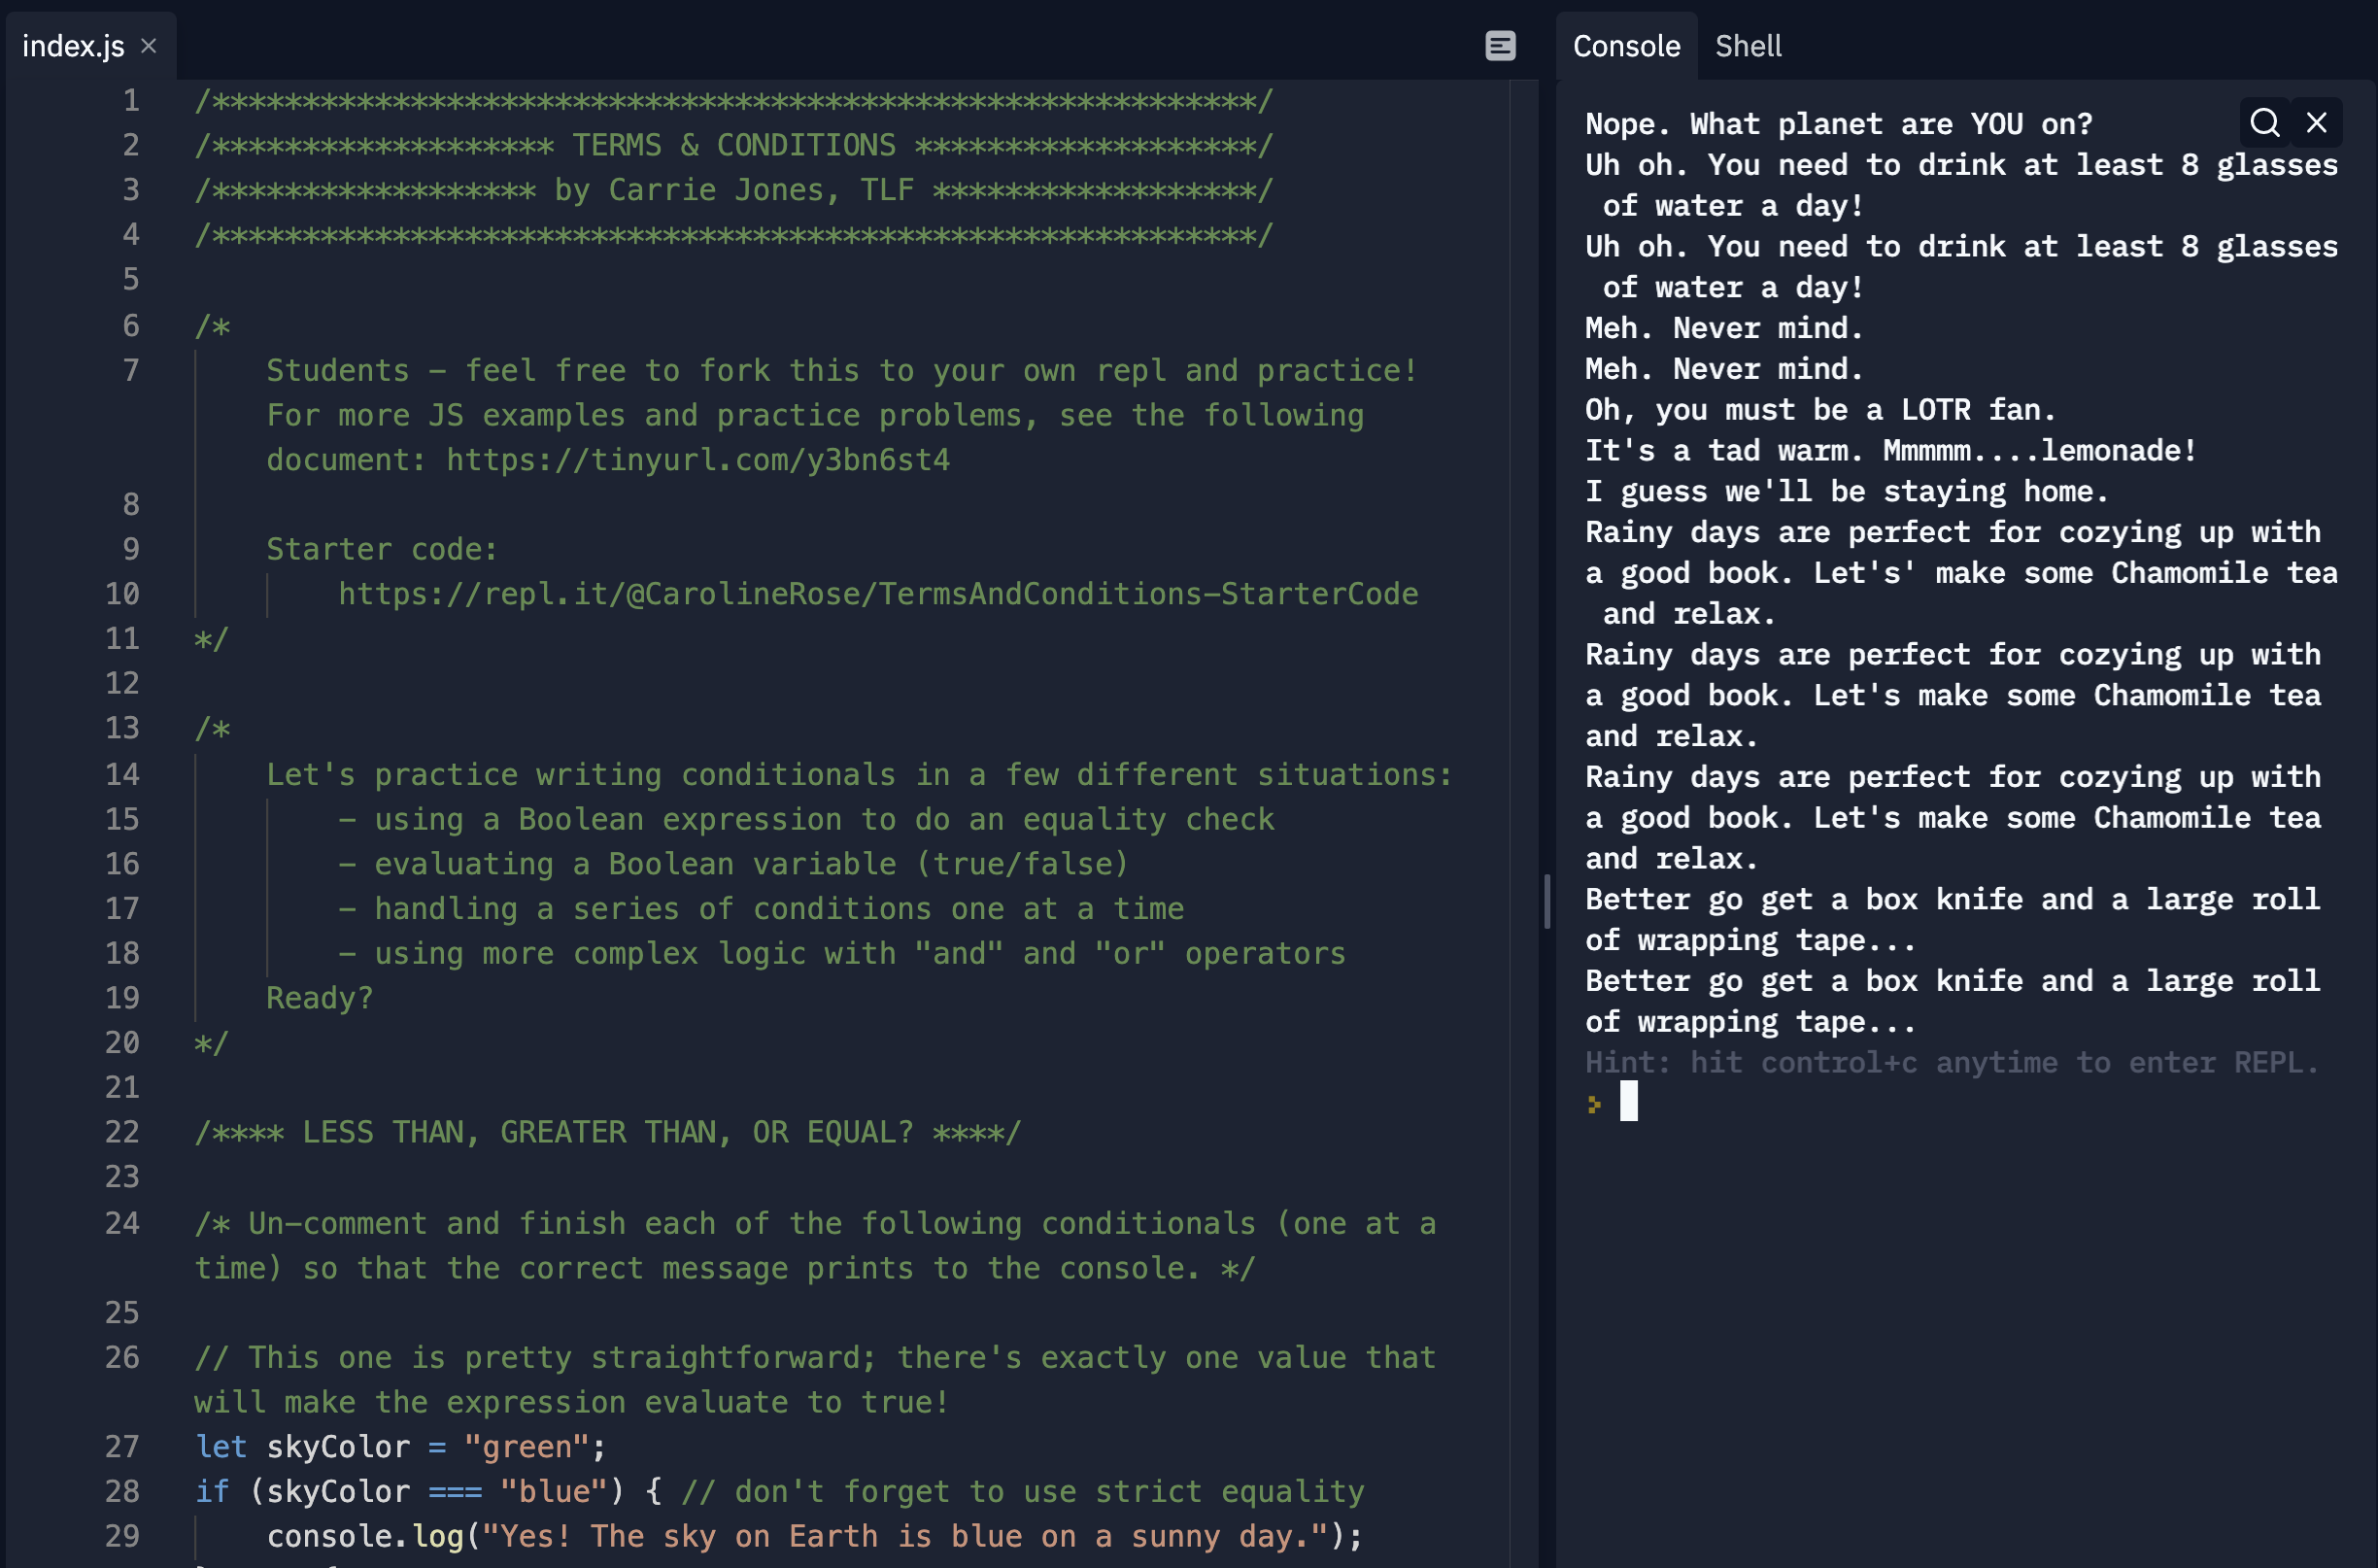 index.js
1 /**********************************************************/
2 /******************* TERMS & CONDITIONS *******************/
3 /****************** by Carrie Jones, TLF ******************/
4 /**********************************************************/
5
6 /*
7 Students - feel free to fork this to your own repl and practice!
For more JS examples and practice problems, see the following
document: https://tinyurl.com/y3bn6st4
8
9 Starter code:
10 https://repl.it/@CarolineRose/TermsAndConditions-StarterCode
11 */
12
13 /*
14 Let's practice writing conditionals in a few different situations:
15 - using a Boolean expression to do an equality check
16 - evaluating a Boolean variable (true/false)
17 - handling a series of conditions one at a time
18 - using more complex logic with "and" and "or" operators
19 Ready?
20 */
21
22 /**** LESS THAN, GREATER THAN, OR EQUAL? ****/
23
24 /* Un-comment and finish each of the following conditionals (one at a
time) so that the correct message prints to the console. */
25
26 // This one is pretty straightforward; there's exactly one value that
will make the expression evaluate to true!
27 let skyColor = "green";
28 if (skyColor === "blue") { // don't forget to use strict equality
29 console.log("Yes! The sky on Earth is blue on a sunny day.");
Console Shell
Nope. What planet are YOU on?
Uh oh. You need to drink at least 8 glasses
of water a day!
Uh oh. You need to drink at least 8 glasses
of water a day!
Meh. Never mind.
Meh. Never mind.
Oh, you must be a LOTR fan.
It's a tad warm. Mmmmm....lemonade!
I guess we'll be staying home.
Rainy days are perfect for cozying up with
a good book. Let's' make some Chamomile tea
and relax.
Rainy days are perfect for cozying up with
a good book. Let's make some Chamomile tea
and relax.
Rainy days are perfect for cozying up with
a good book. Let's make some Chamomile tea
and relax.
Better go get a box knife and a large roll
of wrapping tape...
Better go get a box knife and a large roll
of wrapping tape...
Hint: hit control+c anytime to enter REPL.
>